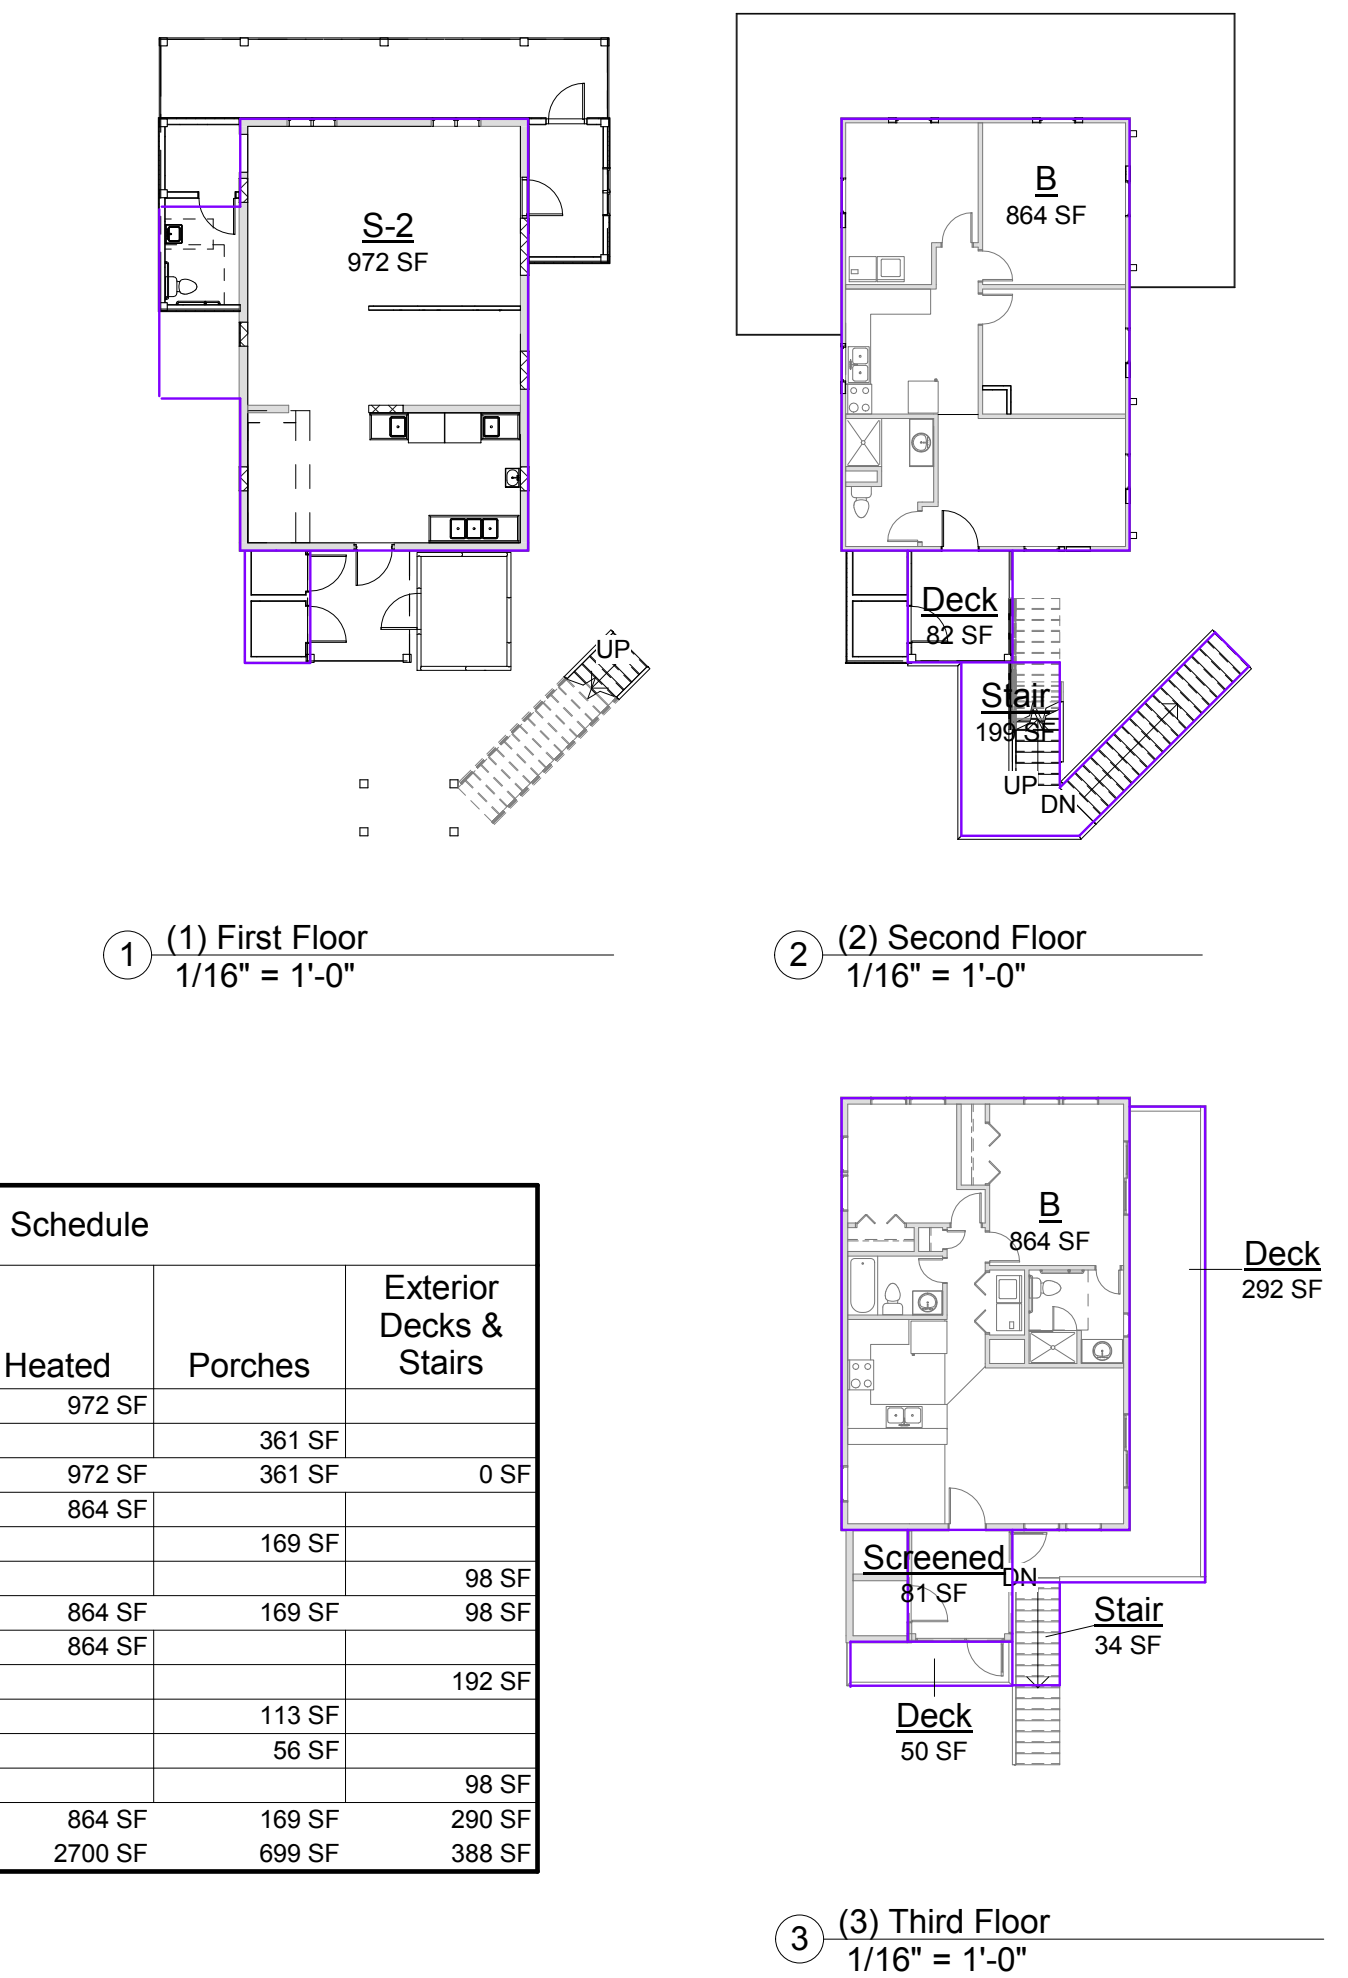 S-2
972 SF
UP
1
(1) First Floor
1/16" = 1'-0"
B
864 SF
Deck
82 SF
Stair
199 SF
UP
DN
2
(2) Second Floor
1/16" = 1'-0"
Schedule
Heated
Porches
Exterior
Decks &
Stairs
972 SF
361 SF
972 SF 361 SF 0 SF
864 SF
169 SF
98 SF
864 SF 169 SF 98 SF
864 SF
192 SF
113 SF
56 SF
98 SF
864 SF 169 SF 290 SF
2700 SF 699 SF 388 SF
B
864 SF
Deck
292 SF
Screened
81 SF
DN
Stair
34 SF
Deck
50 SF
3
(3) Third Floor
1/16" = 1'-0"